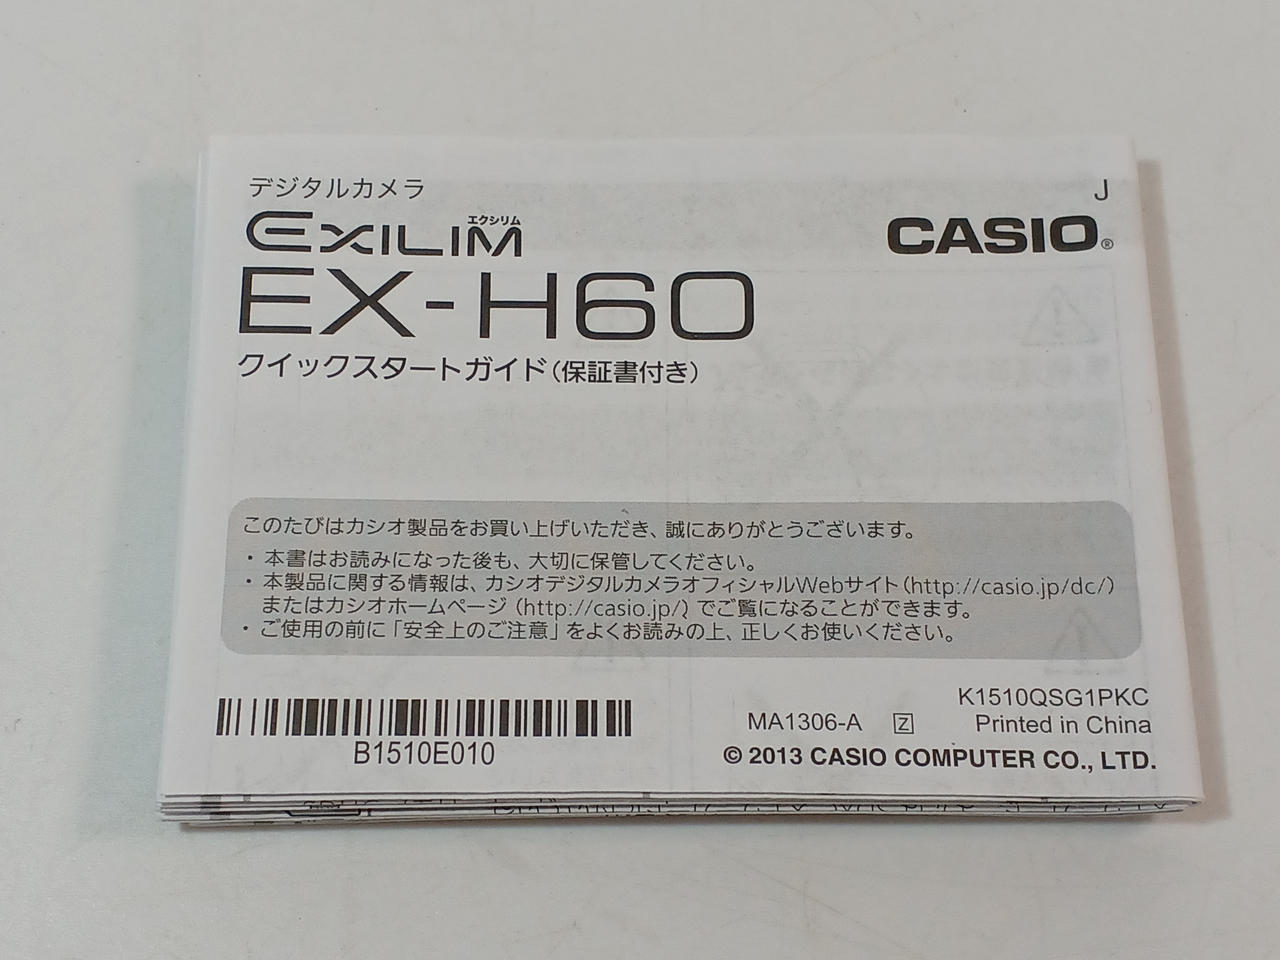 デジタルカメラ
J
エクシリム
EXILIM
CASIO®
EX-H60
クイックスタートガイド（保証書付き）
このたびはカシオ製品をお買い上げいただき、誠にありがとうございます。
・本書はお読みになった後も、大切に保管してください。
・本製品に関する情報は、カシオデジタルカメラオフィシャルWebサイト（http://casio.jp/dc/）
またはカシオホームページ（http://casio.jp/）でご覧になることができます。
・ご使用の前に「安全上のご注意」をよくお読みの上、正しくお使いください。
K1510QSG1PKC
MA1306-A Z Printed in China
B1510E010
© 2013 CASIO COMPUTER CO., LTD.